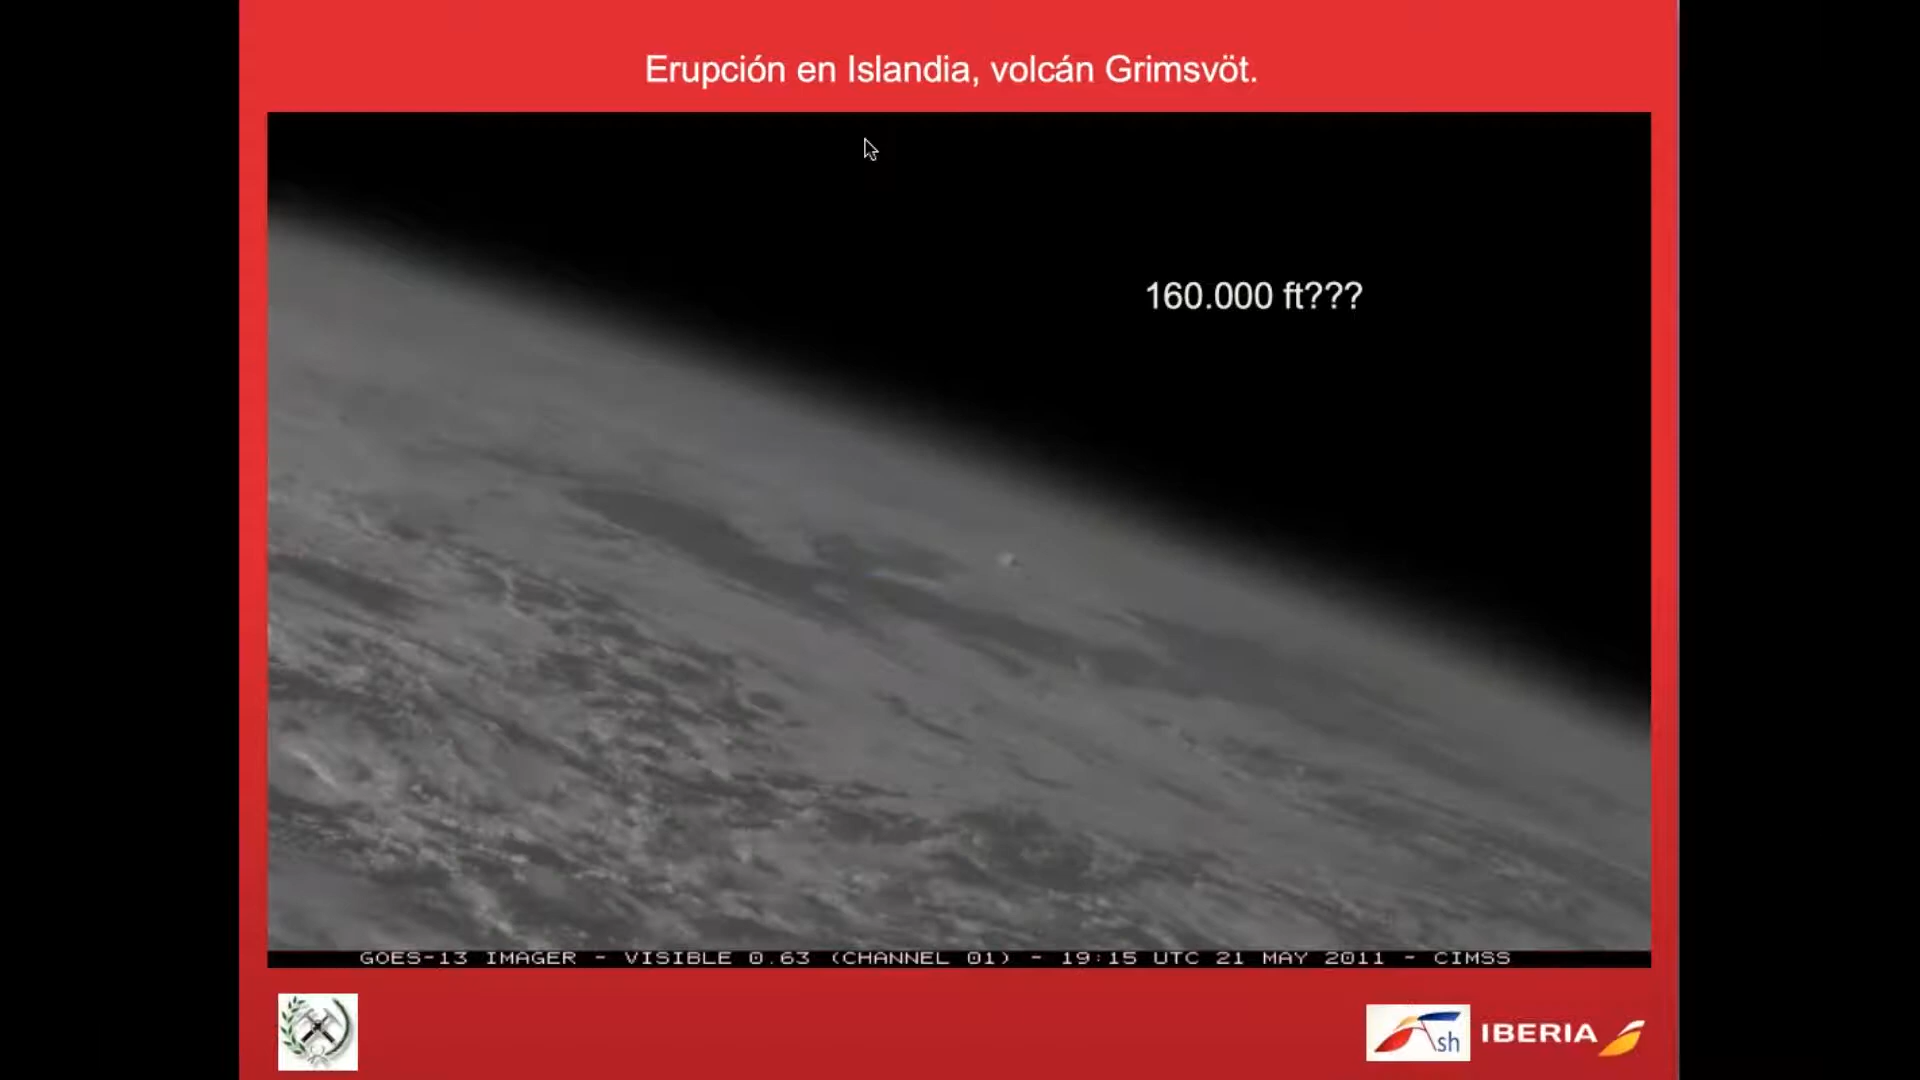 Erupción en Islandia, volcán Grimsvöt.
160.000 ft???
GOES-13 IMAGER - VISIBLE 0.63 (CHANNEL 01) - 19:15 UTC 21 MAY 2011 - CIMSS
Ash
IBERIA